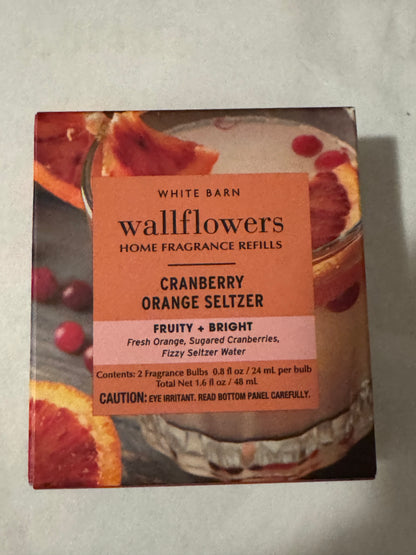 WHITE BARN
wallflowers
HOME FRAGRANCE REFILLS
CRANBERRY
ORANGE SELTZER
FRUITY + BRIGHT
Fresh Orange, Sugared Cranberries,
Fizzy Seltzer Water
Contents: 2 Fragrance Bulbs 0.8 fl oz / 24 mL per bulb
Total Net 1.6 fl oz / 48 mL
CAUTION: EYE IRRITANT. READ BOTTOM PANEL CAREFULLY.